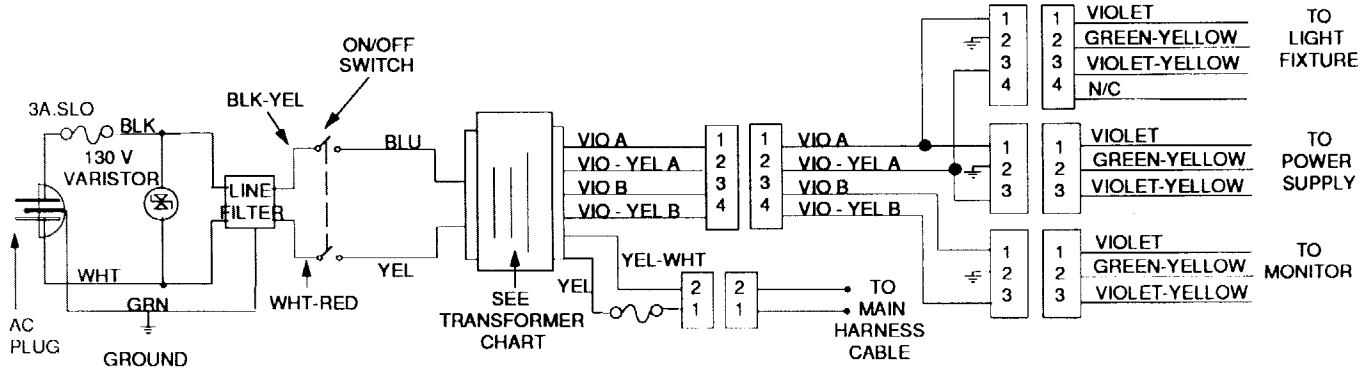 3A.SLO
BLK
130 V
VARISTOR
WHT
GRN
AC
PLUG
GROUND
LINE
FILTER
BLK-YEL
ON/OFF
SWITCH
WHT-RED
BLU
YEL
SEE
TRANSFORMER
CHART
VIO A
VIO - YEL A
VIO B
VIO - YEL B
1
2
3
4
1
2
3
4
VIO A
VIO - YEL A
VIO B
VIO - YEL B
YEL-WHT
YEL
2
1
2
1
TO
MAIN
HARNESS
CABLE
1
2
3
4
1
2
3
4
VIOLET
GREEN-YELLOW
VIOLET-YELLOW
N/C
TO
LIGHT
FIXTURE
1
2
3
1
2
3
VIOLET
GREEN-YELLOW
VIOLET-YELLOW
TO
POWER
SUPPLY
1
2
3
1
2
3
VIOLET
GREEN-YELLOW
VIOLET-YELLOW
TO
MONITOR